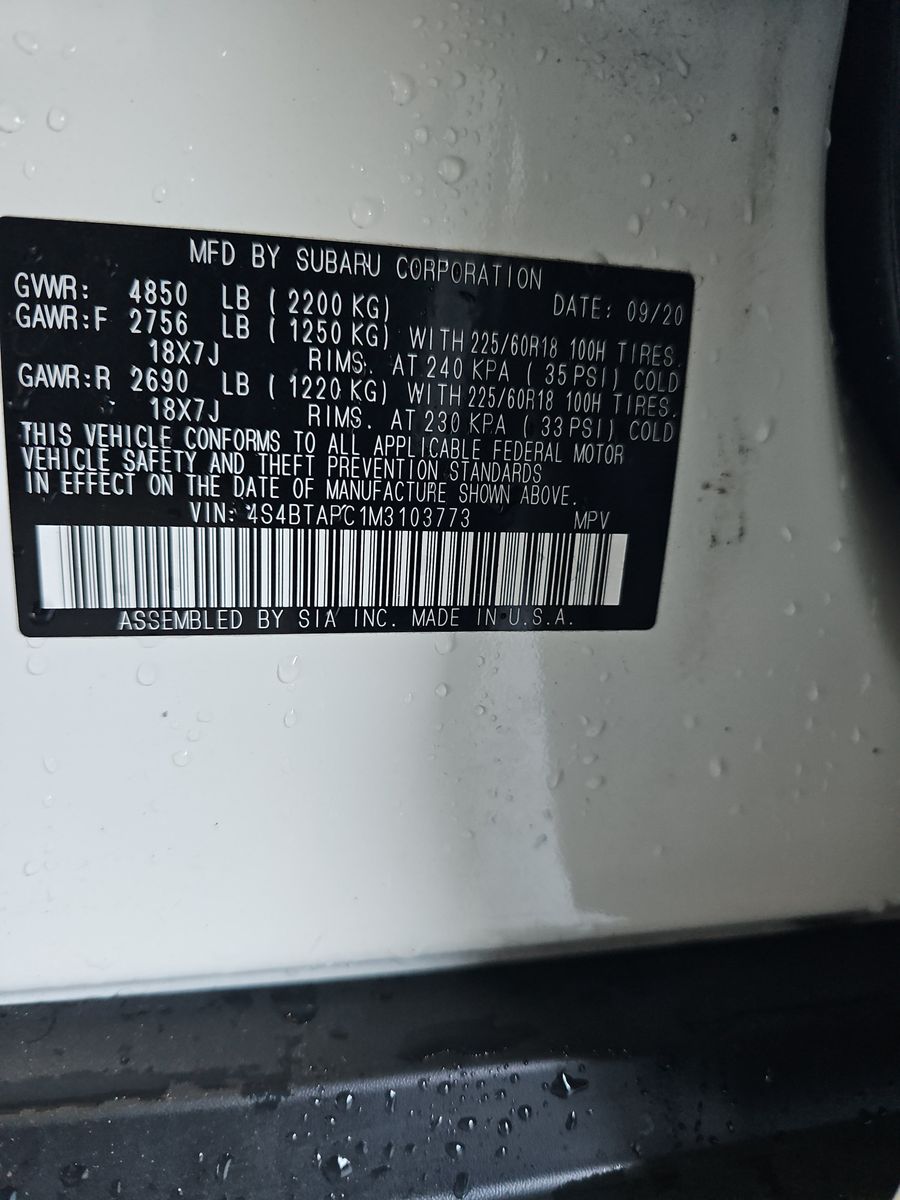 MFD BY SUBARU CORPORATION
GVWR: 4850 LB (2200 KG) DATE: 09/20
GAWR:F 2756 LB (1250 KG) WITH 225/60R18 100H TIRES.
18X7J RIMS. AT 240 KPA (35 PSI) COLD
GAWR:R 2690 LB (1220 KG) WITH 225/60R18 100H TIRES.
18X7J RIMS. AT 230 KPA (33 PSI) COLD
THIS VEHICLE CONFORMS TO ALL APPLICABLE FEDERAL MOTOR
VEHICLE SAFETY AND THEFT PREVENTION STANDARDS
IN EFFECT ON THE DATE OF MANUFACTURE SHOWN ABOVE.
VIN: 4S4BTAPC1M3103773 MPV
ASSEMBLED BY SIA INC. MADE IN U.S.A.